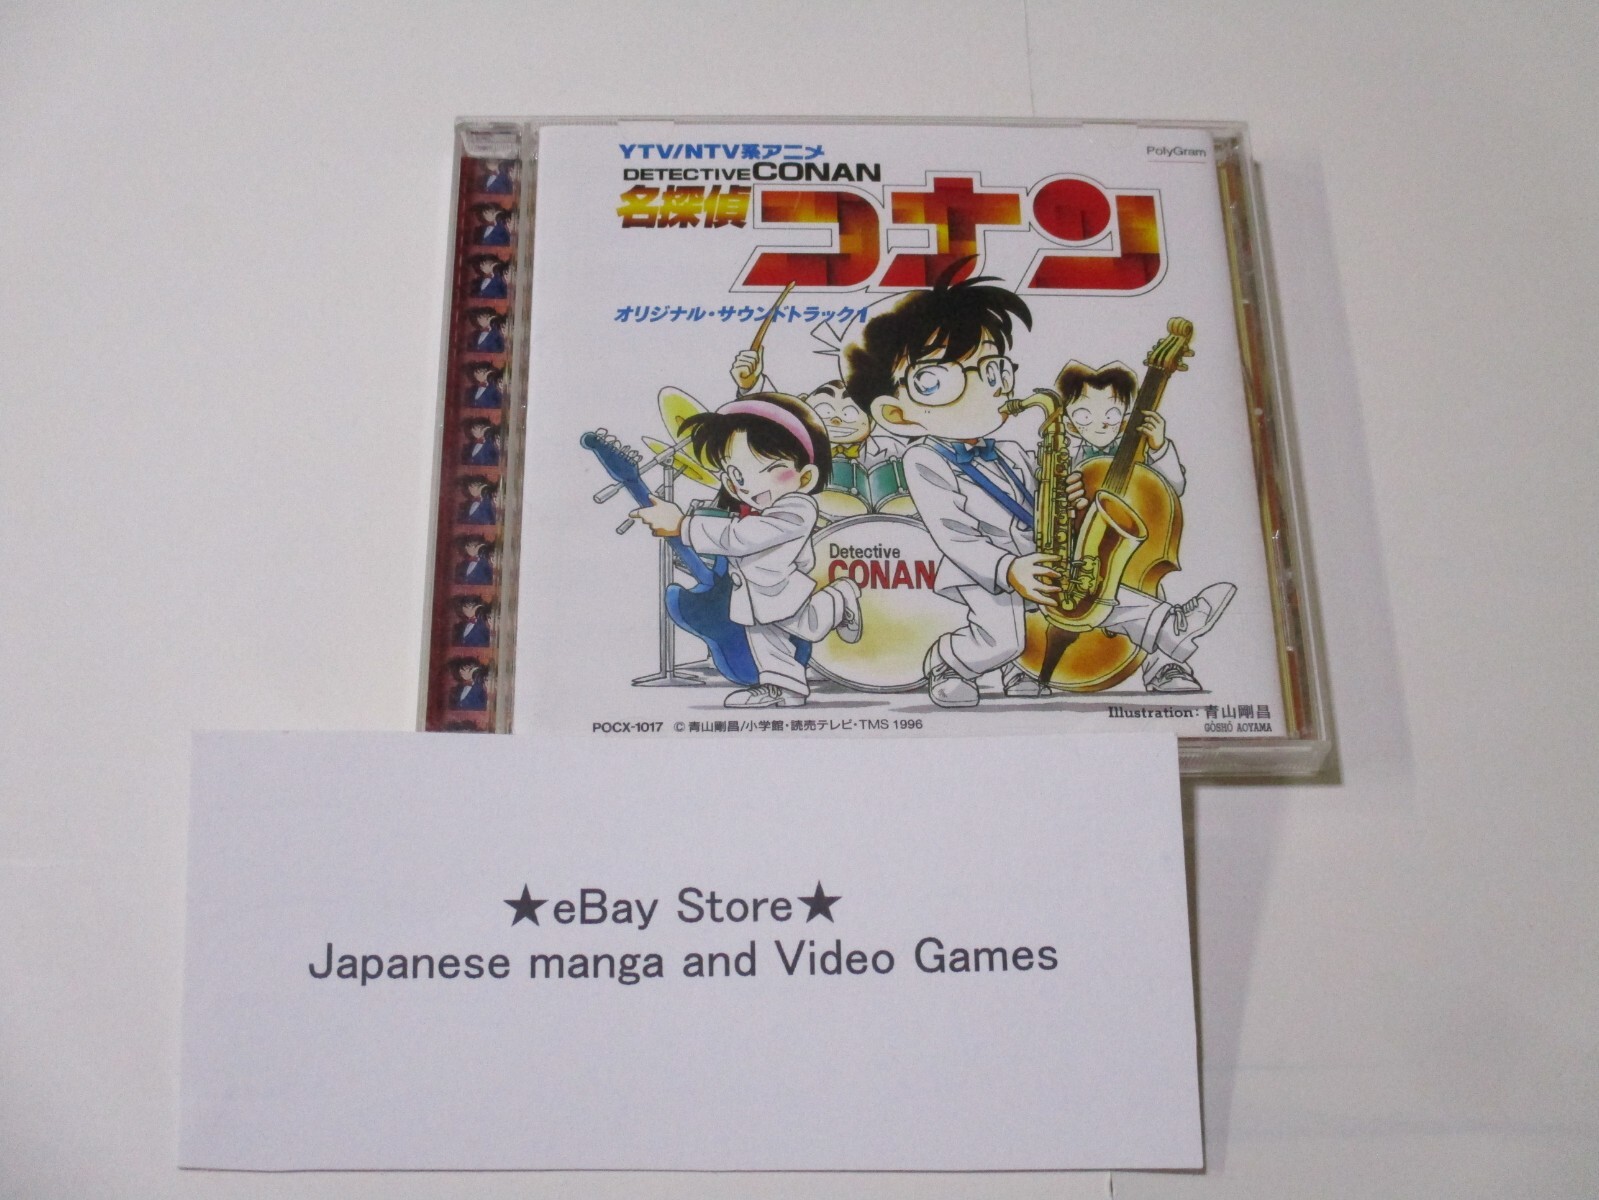 YTV/NTV系アニメ
PolyGram
DETECTIVE CONAN
名探偵コナン
オリジナル・サウンドトラック1
Detective
CONAN
Illustration: 青山剛昌
GŌSHŌ AOYAMA
POCX-1017 © 青山剛昌/小学館・読売テレビ・TMS 1996
★eBay Store★
Japanese manga and Video Games